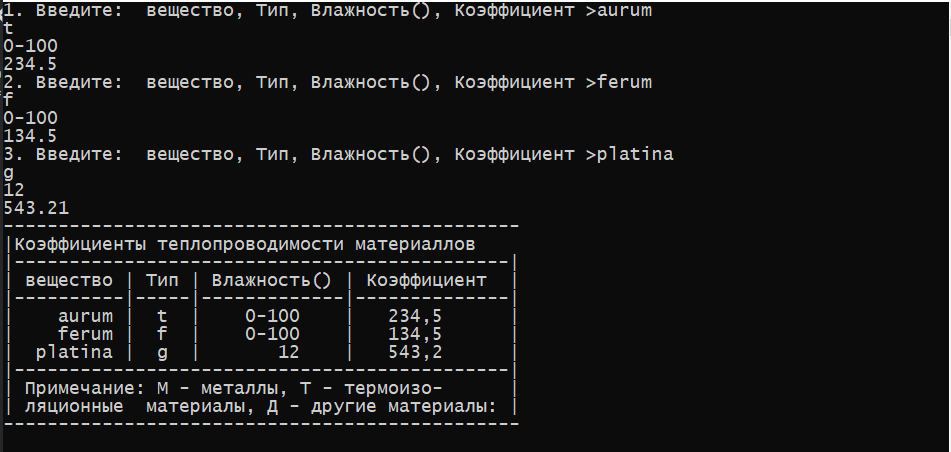 1. Введите:  вещество, Тип, Влажность(), Коэффициент >aurum
t
0-100
234.5
2. Введите:  вещество, Тип, Влажность(), Коэффициент >ferum
f
0-100
134.5
3. Введите:  вещество, Тип, Влажность(), Коэффициент >platina
g
12
543.21
-----------------------------------------------
|Коэффициенты теплопроводимости материаллов
|---------------------------------------------|
| вещество | Тип | Влажность() | Коэффициент  |
|----------|-----|-------------|--------------|
|    aurum |  t  |    0-100    |   234,5      |
|    ferum |  f  |    0-100    |   134,5      |
|  platina |  g  |       12    |   543,2      |
|---------------------------------------------|
| Примечание: М - металлы, Т - термоизо-      |
| ляционные  материалы, Д - другие материалы: |
-----------------------------------------------